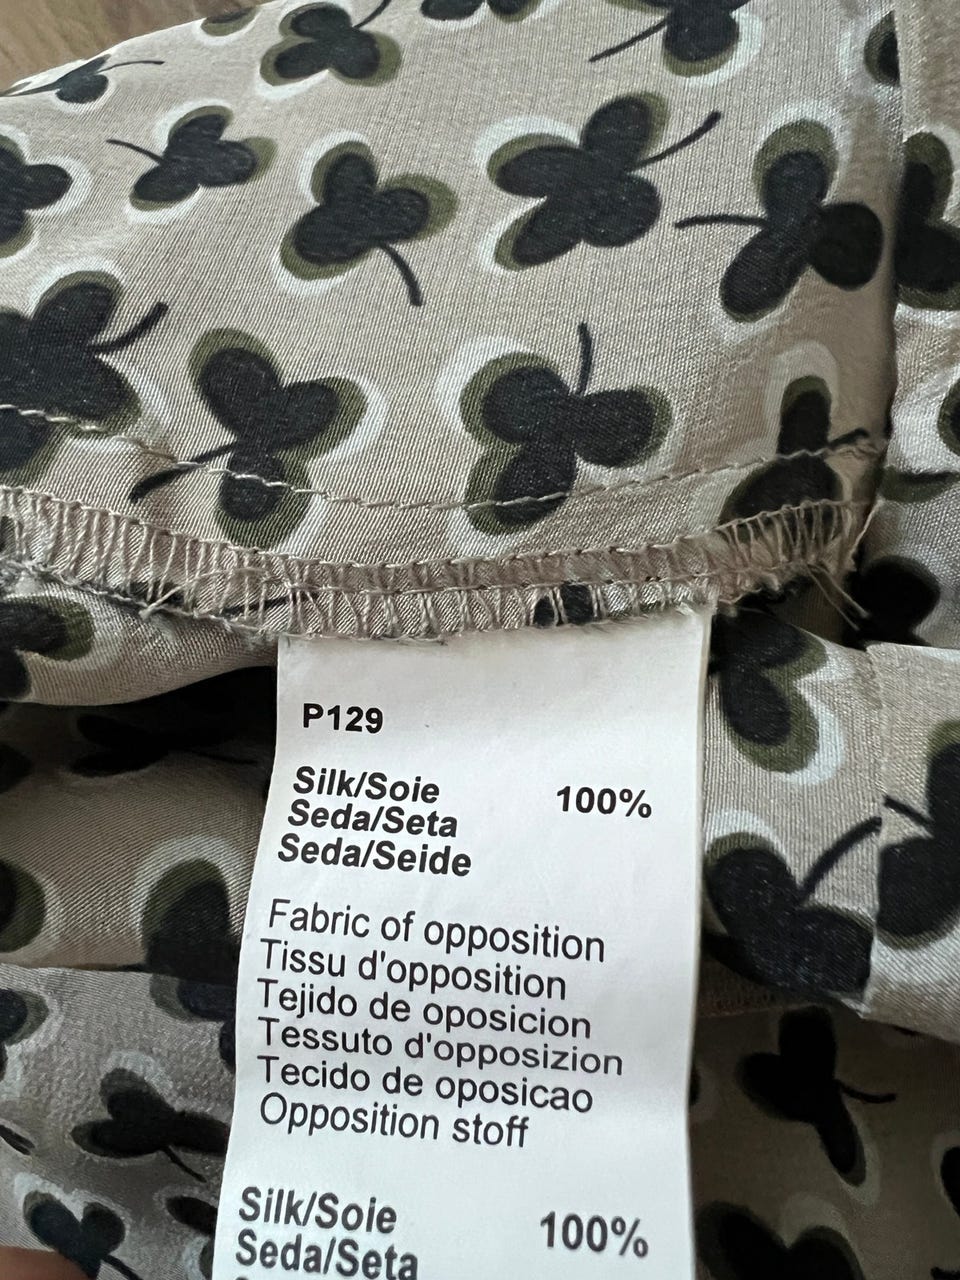 P129
Silk/Soie 100%
Seda/Seta
Seda/Seide
Fabric of opposition
Tissu d'opposition
Tejido de oposicion
Tessuto d'opposizion
Tecido de oposicao
Opposition stoff
Silk/Soie 100%
Seda/Seta